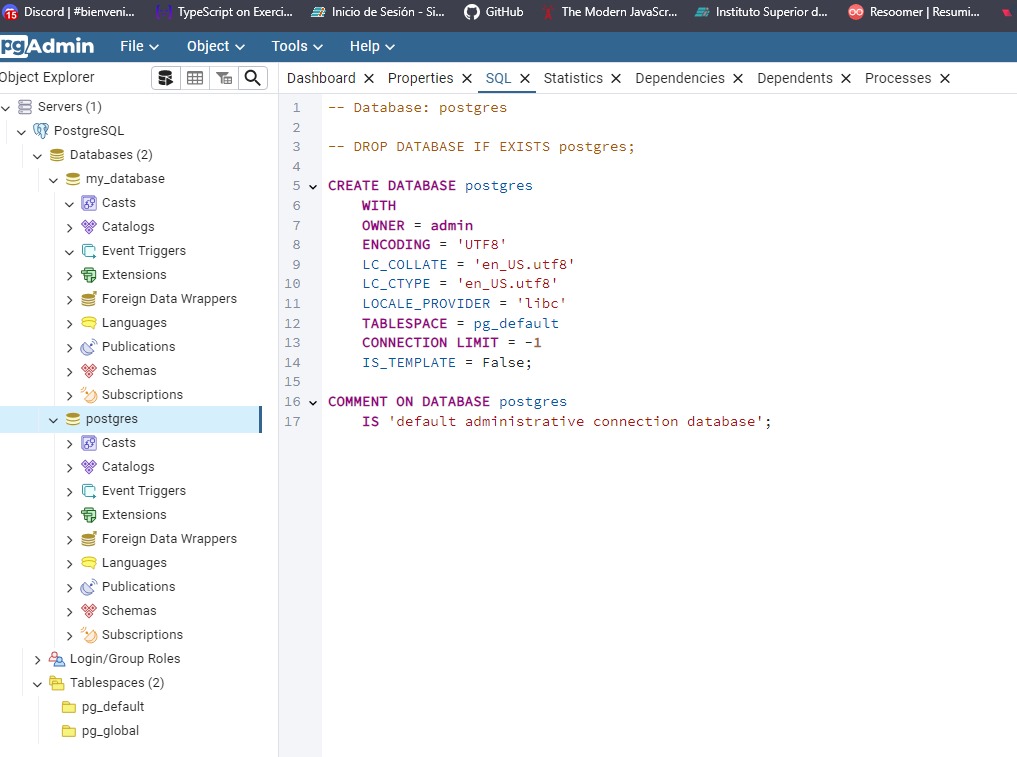 15 Discord | #bienveni... TypeScript on Exerci... Inicio de Sesión - Si... GitHub The Modern JavaScr... Instituto Superior d... Resoomer | Resumi...
pgAdmin File Object Tools Help
Object Explorer
Dashboard Properties SQL Statistics Dependencies Dependents Processes
Servers (1)
PostgreSQL
Databases (2)
my_database
Casts
Catalogs
Event Triggers
Extensions
Foreign Data Wrappers
Languages
Publications
Schemas
Subscriptions
postgres
Casts
Catalogs
Event Triggers
Extensions
Foreign Data Wrappers
Languages
Publications
Schemas
Subscriptions
Login/Group Roles
Tablespaces (2)
pg_default
pg_global
1 -- Database: postgres
2
3 -- DROP DATABASE IF EXISTS postgres;
4
5 CREATE DATABASE postgres
6 WITH
7 OWNER = admin
8 ENCODING = 'UTF8'
9 LC_COLLATE = 'en_US.utf8'
10 LC_CTYPE = 'en_US.utf8'
11 LOCALE_PROVIDER = 'libc'
12 TABLESPACE = pg_default
13 CONNECTION LIMIT = -1
14 IS_TEMPLATE = False;
15
16 COMMENT ON DATABASE postgres
17 IS 'default administrative connection database';